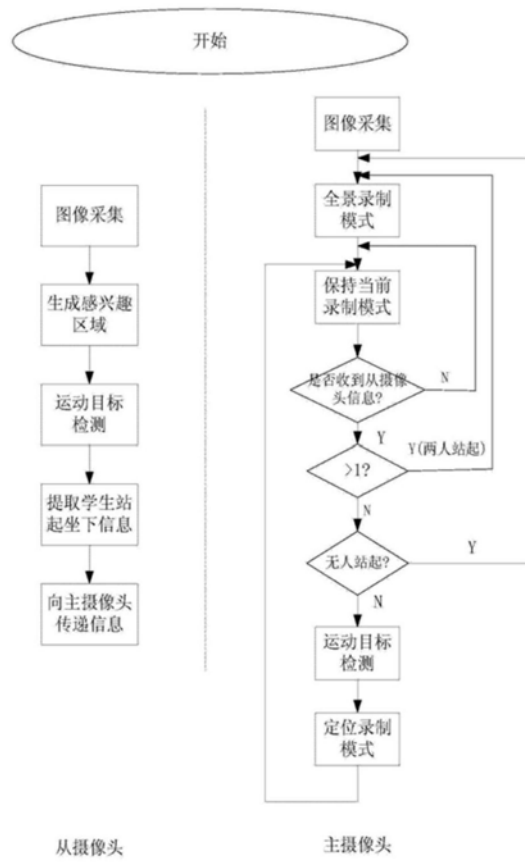 开始
图像采集
生成感兴趣
区域
运动目标
检测
提取学生站
起坐下信息
向主摄像头
传递信息
从摄像头
图像采集
全景录制
模式
保持当前
录制模式
是否收到从摄像
头信息?
N
Y
Y(两人站起)
>1?
N
无人站起?
Y
N
运动目标
检测
定位录制
模式
主摄像头